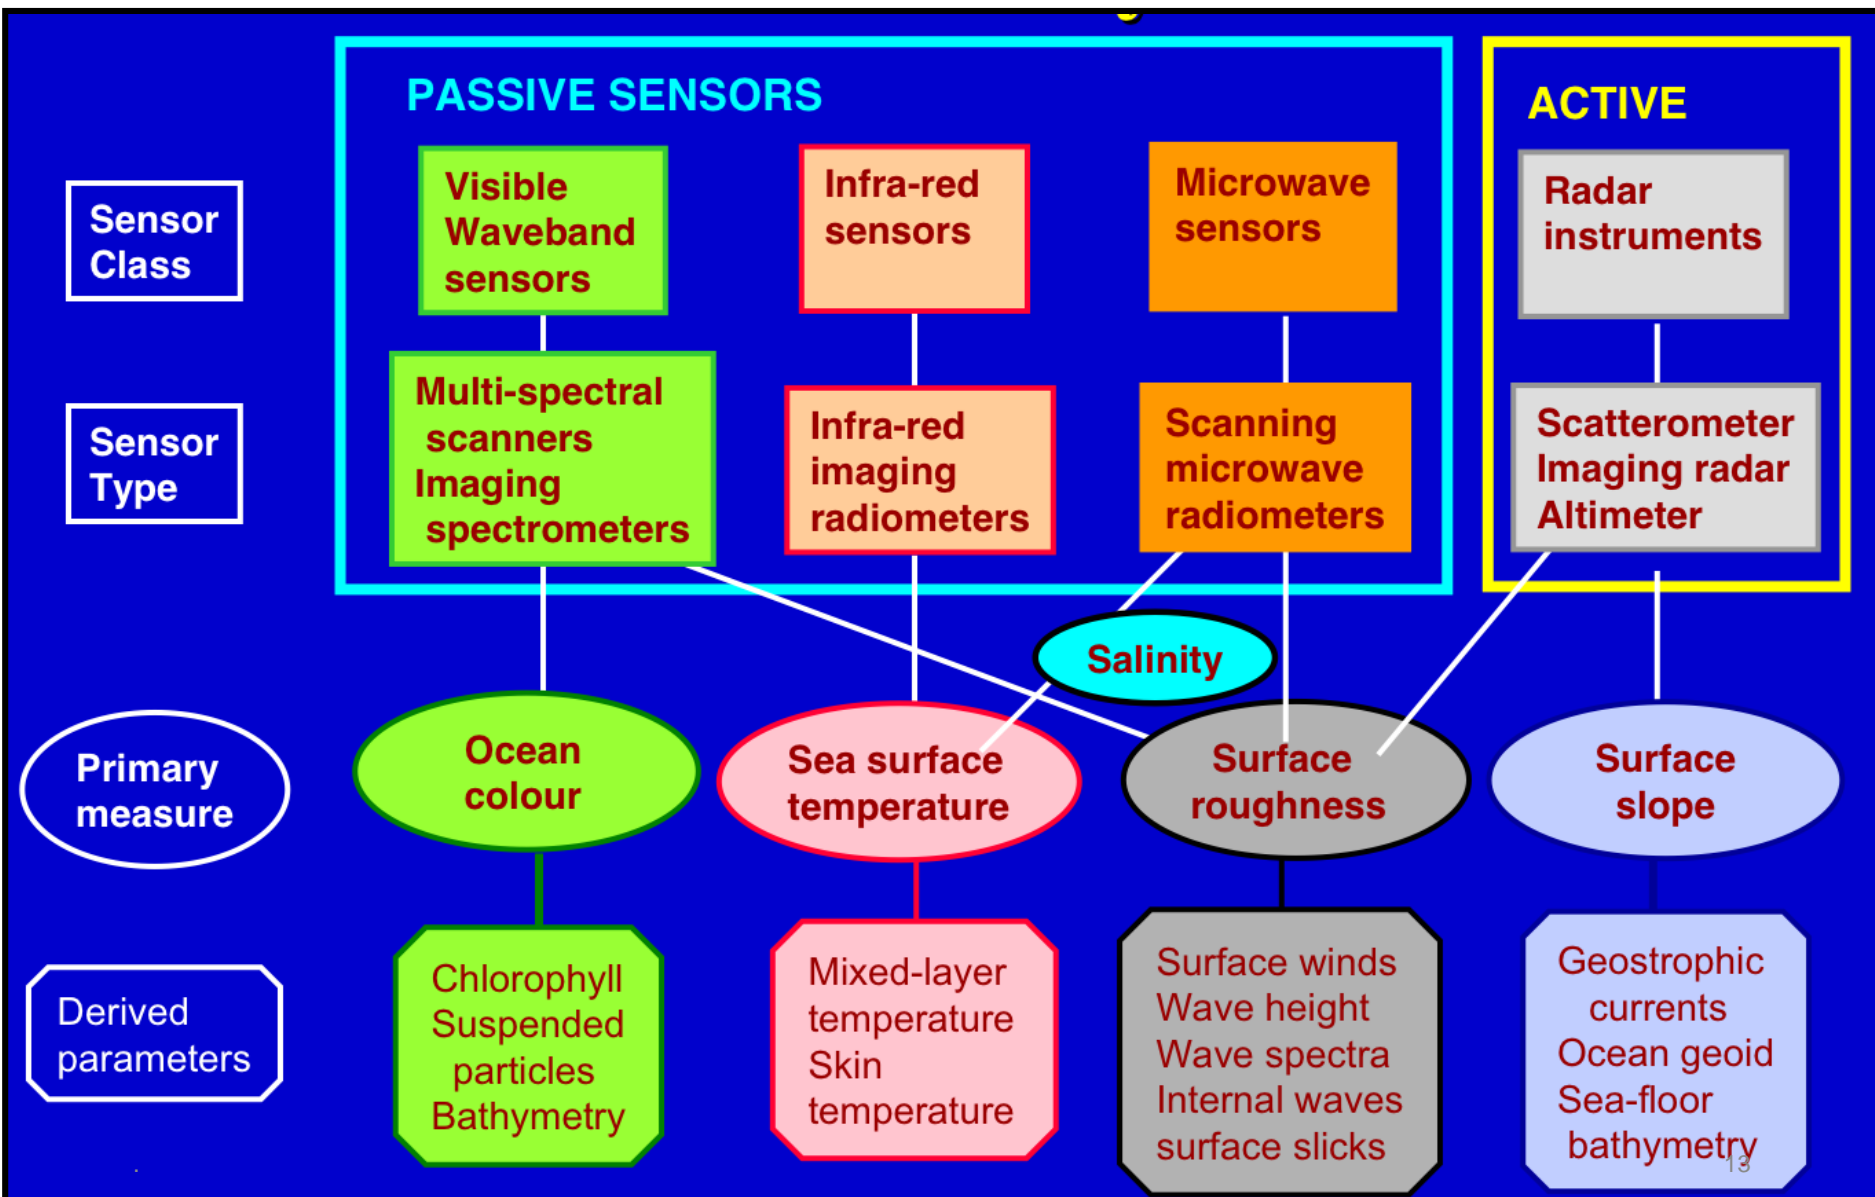 PASSIVE SENSORS
ACTIVE
Sensor
Class
Visible
Waveband
sensors
Infra-red
sensors
Microwave
sensors
Radar
instruments
Sensor
Type
Multi-spectral
scanners
Imaging
spectrometers
Infra-red
imaging
radiometers
Scanning
microwave
radiometers
Scatterometer
Imaging radar
Altimeter
Salinity
Primary
measure
Ocean
colour
Sea surface
temperature
Surface
roughness
Surface
slope
Derived
parameters
Chlorophyll
Suspended
particles
Bathymetry
Mixed-layer
temperature
Skin
temperature
Surface winds
Wave height
Wave spectra
Internal waves
surface slicks
Geostrophic
currents
Ocean geoid
Sea-floor
bathymetry
13